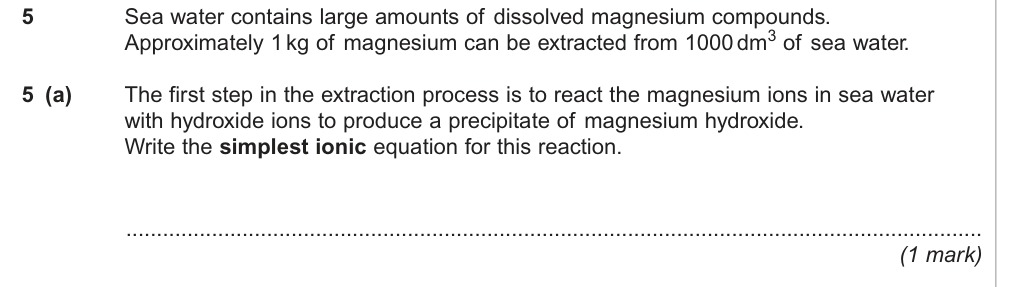 5 Sea water contains large amounts of dissolved magnesium compounds.
Approximately 1 kg of magnesium can be extracted from 1000 dm³ of sea water.
5 (a) The first step in the extraction process is to react the magnesium ions in sea water
with hydroxide ions to produce a precipitate of magnesium hydroxide.
Write the simplest ionic equation for this reaction.
(1 mark)